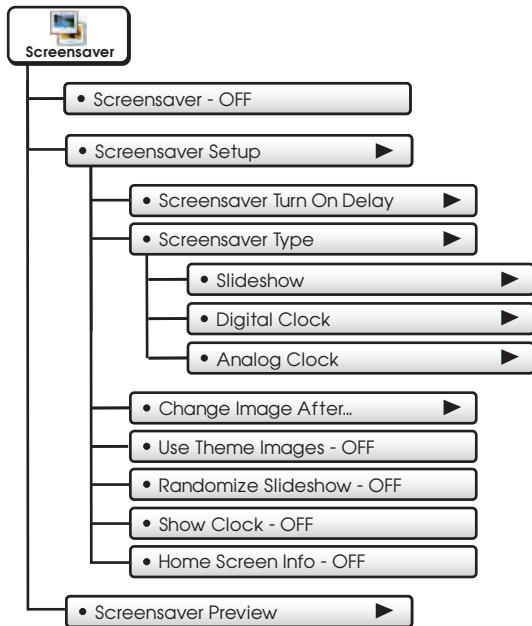 Screensaver
• Screensaver - OFF
• Screensaver Setup
• Screensaver Turn On Delay
• Screensaver Type
• Slideshow
• Digital Clock
• Analog Clock
• Change Image After...
• Use Theme Images - OFF
• Randomize Slideshow - OFF
• Show Clock - OFF
• Home Screen Info - OFF
• Screensaver Preview